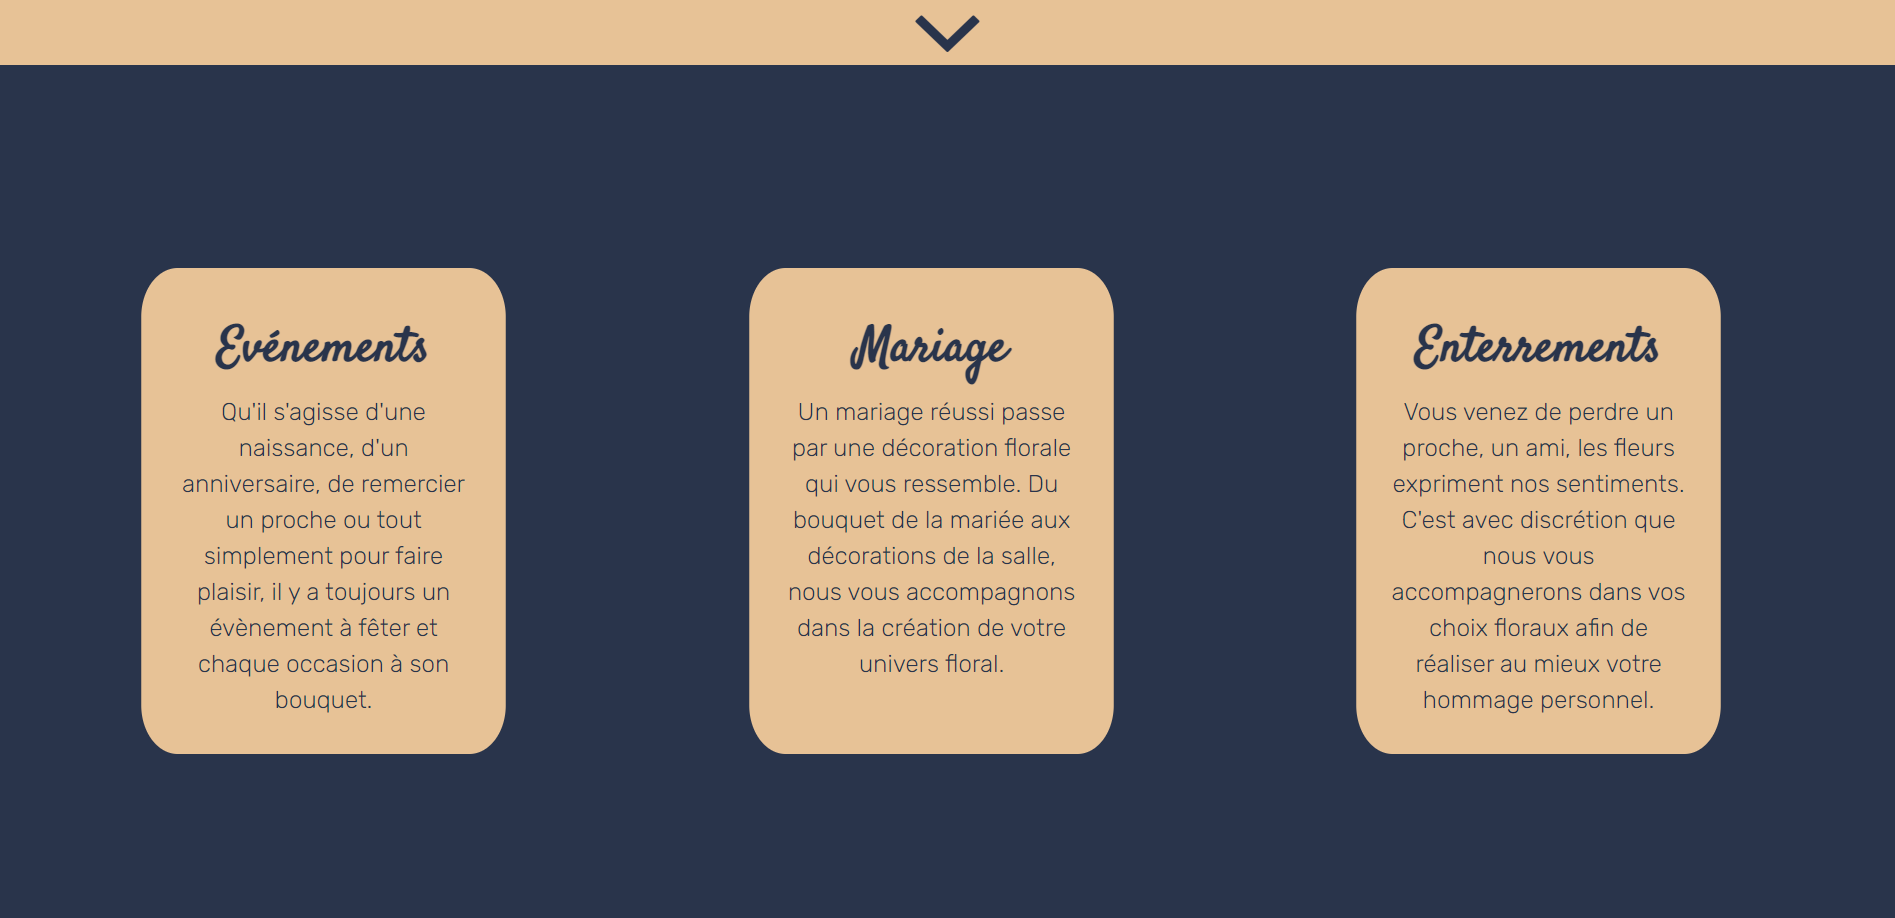 Evénements
Qu'il s'agisse d'une
naissance, d'un
anniversaire, de remercier
un proche ou tout
simplement pour faire
plaisir, il y a toujours un
évènement à fêter et
chaque occasion à son
bouquet.
Mariage
Un mariage réussi passe
par une décoration florale
qui vous ressemble. Du
bouquet de la mariée aux
décorations de la salle,
nous vous accompagnons
dans la création de votre
univers floral.
Enterrements
Vous venez de perdre un
proche, un ami, les fleurs
expriment nos sentiments.
C'est avec discrétion que
nous vous
accompagnerons dans vos
choix floraux afin de
réaliser au mieux votre
hommage personnel.